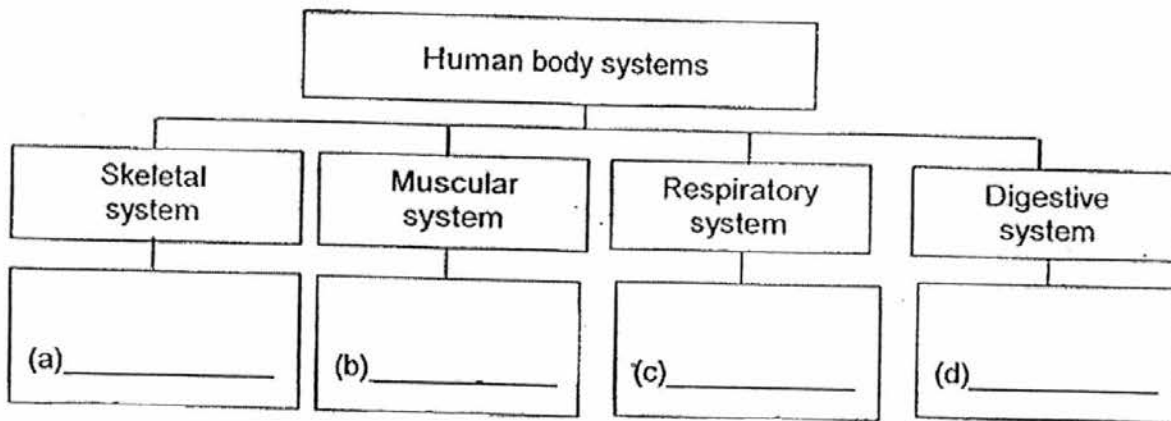 Human body systems
Skeletal
system
Muscular
system
Respiratory
system
Digestive
system
(a)
(b)
(c)
(d)